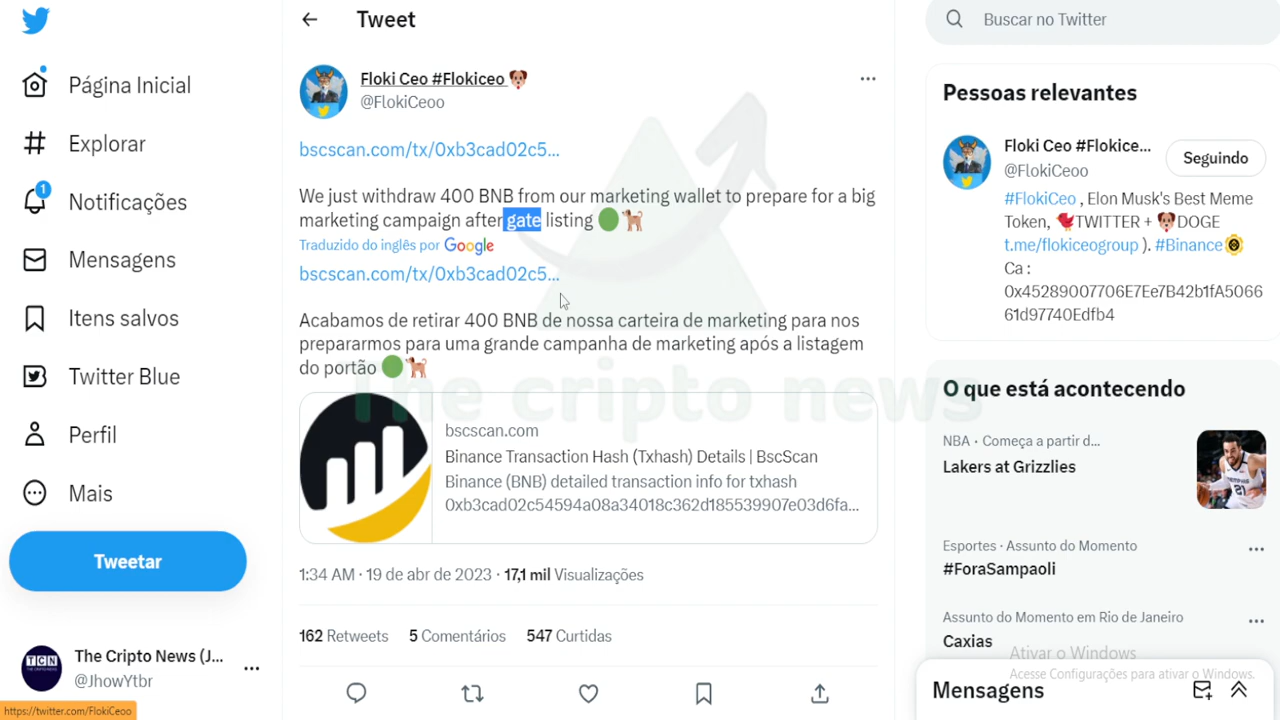 Página Inicial
Explorar
1
Notificações
Mensagens
Itens salvos
Twitter Blue
Perfil
Mais
Tweetar
TCN
The Cripto News (J...
@JhowYtbr
https://twitter.com/FlokiCeoo
Tweet
Floki Ceo #Flokiceo
@FlokiCeoo
bscscan.com/tx/0xb3cad02c5...
We just withdraw 400 BNB from our marketing wallet to prepare for a big
marketing campaign after gate listing
Traduzido do inglês por Google
bscscan.com/tx/0xb3cad02c5...
Acabamos de retirar 400 BNB de nossa carteira de marketing para nos
prepararmos para uma grande campanha de marketing após a listagem
do portão
The cripto news
bscscan.com
Binance Transaction Hash (Txhash) Details | BscScan
Binance (BNB) detailed transaction info for txhash
0xb3cad02c54594a08a34018c362d185539907e03d6fa...
1:34 AM · 19 de abr de 2023 · 17,1 mil Visualizações
162 Retweets 5 Comentários 547 Curtidas
Buscar no Twitter
Pessoas relevantes
Floki Ceo #Flokice...
@FlokiCeoo
Seguindo
#FlokiCeo , Elon Musk's Best Meme
Token, TWITTER + DOGE
t.me/flokiceogroup ). #Binance
Ca :
0x45289007706E7Ee7B42b1fA5066
61d97740Edfb4
O que está acontecendo
NBA · Começa a partir d...
Lakers at Grizzlies
Esportes · Assunto do Momento
#ForaSampaoli
Assunto do Momento em Rio de Janeiro
Caxias
Ativar o Windows
Acesse Configurações para ativar o Windows.
Mensagens